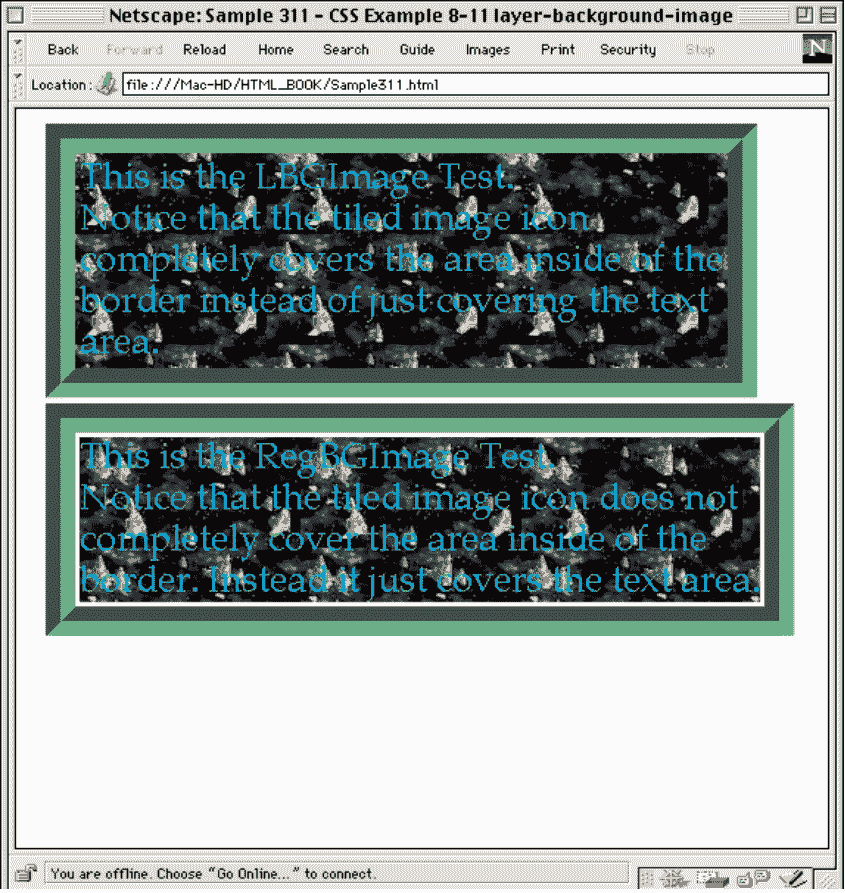 Netscape: Sample 311 - CSS Example 8-11 layer-background-image
Back Forward Reload Home Search Guide Images Print Security Stop
N
Location: file:///Mac-HD/HTML_BOOK/Sample311.html
This is the LBGImage Test.
Notice that the tiled image icon
completely covers the area inside of the
border instead of just covering the text
area.
This is the RegBGImage Test.
Notice that the tiled image icon does not
completely cover the area inside of the
border. Instead it just covers the text area.
You are offline. Choose "Go Online..." to connect.